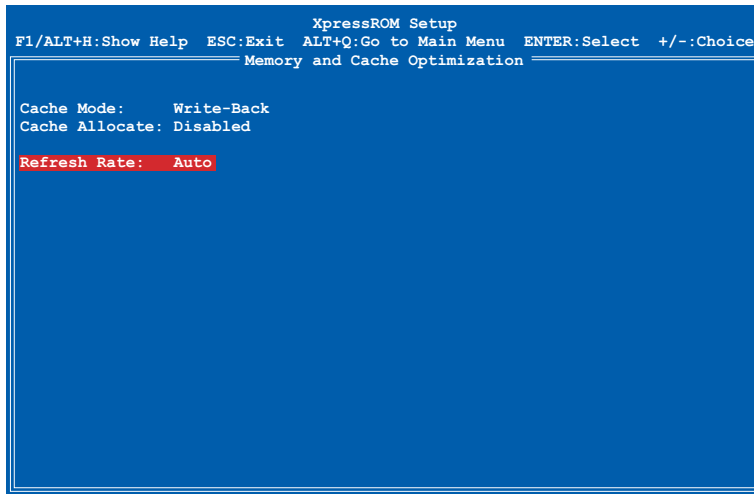 XpressROM Setup
F1/ALT+H:Show Help ESC:Exit ALT+Q:Go to Main Menu ENTER:Select +/-:Choice
Memory and Cache Optimization
Cache Mode: Write-Back
Cache Allocate: Disabled
Refresh Rate: Auto